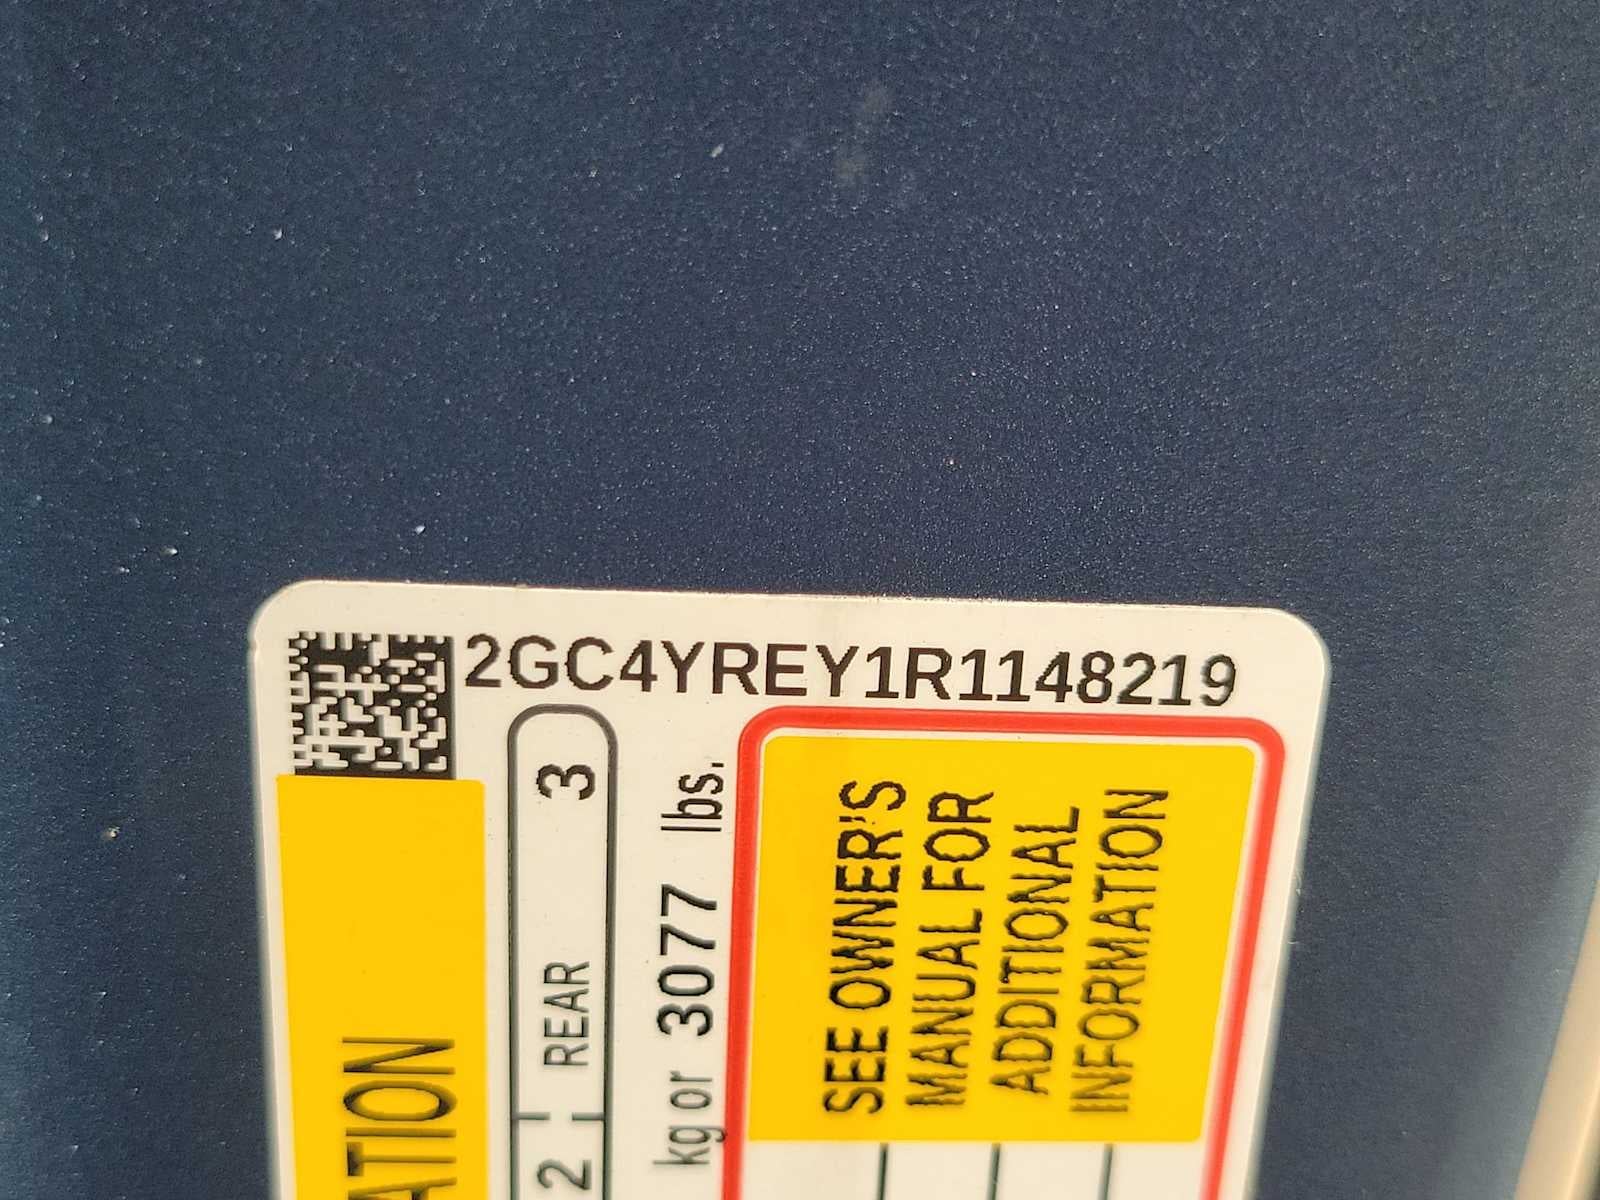 2GC4YREY1R1148219
ATION
2 REAR 3
kg or 3077 lbs.
SEE OWNER'S
MANUAL FOR
ADDITIONAL
INFORMATION